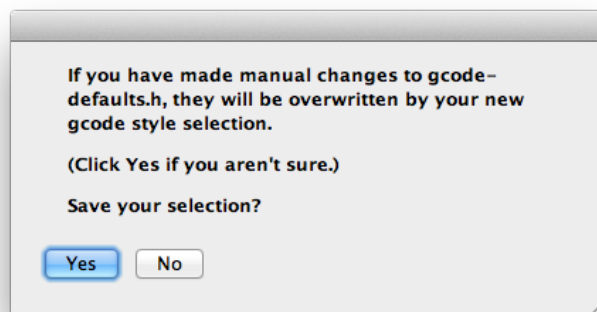 If you have made manual changes to gcode-
defaults.h, they will be overwritten by your new
gcode style selection.
(Click Yes if you aren't sure.)
Save your selection?
Yes No